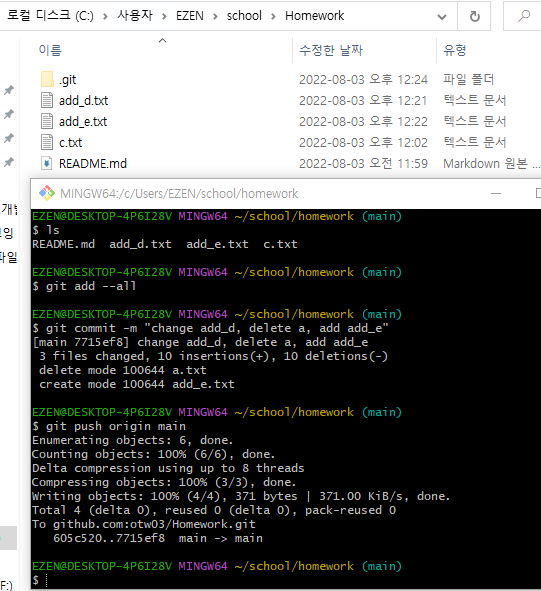 로컬 디스크 (C:) > 사용자 > EZEN > school > Homework
이름 수정한 날짜 유형
.git 2022-08-03 오후 12:24 파일 폴더
add_d.txt 2022-08-03 오후 12:21 텍스트 문서
add_e.txt 2022-08-03 오후 12:22 텍스트 문서
c.txt 2022-08-03 오후 12:02 텍스트 문서
README.md 2022-08-03 오전 11:59 Markdown 원본 ...
MINGW64:/c/Users/EZEN/school/homework
EZEN@DESKTOP-4P6I28V MINGW64 ~/school/homework (main)
$ ls
README.md  add_d.txt  add_e.txt  c.txt
EZEN@DESKTOP-4P6I28V MINGW64 ~/school/homework (main)
$ git add --all
EZEN@DESKTOP-4P6I28V MINGW64 ~/school/homework (main)
$ git commit -m "change add_d, delete a, add add_e"
[main 7715ef8] change add_d, delete a, add add_e
 3 files changed, 10 insertions(+), 10 deletions(-)
 delete mode 100644 a.txt
 create mode 100644 add_e.txt
EZEN@DESKTOP-4P6I28V MINGW64 ~/school/homework (main)
$ git push origin main
Enumerating objects: 6, done.
Counting objects: 100% (6/6), done.
Delta compression using up to 8 threads
Compressing objects: 100% (3/3), done.
Writing objects: 100% (4/4), 371 bytes | 371.00 KiB/s, done.
Total 4 (delta 0), reused 0 (delta 0), pack-reused 0
To github.com:otw03/Homework.git
   605c520..7715ef8  main -> main
EZEN@DESKTOP-4P6I28V MINGW64 ~/school/homework (main)
$
파일
F:)